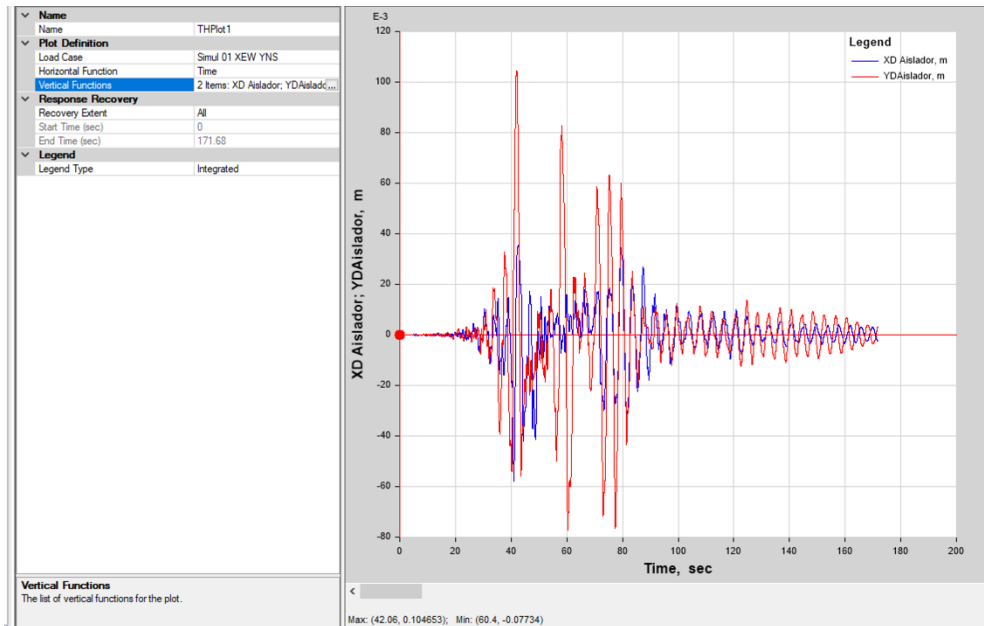 Name
Name THPlot1
Plot Definition
Load Case Simul 01 XEW YNS
Horizontal Function Time
Vertical Functions 2 Items: XD Aislador; YDAislado ...
Response Recovery
Recovery Extent All
Start Time (sec) 0
End Time (sec) 171.68
Legend
Legend Type Integrated
Vertical Functions
The list of vertical functions for the plot.
E-3
120
100
80
60
40
20
0
-20
-40
-60
-80
XD Aislador; YDAislador, m
Legend
XD Aislador, m
YDAislador, m
0 20 40 60 80 100 120 140 160 180 200
Time, sec
<
Max: (42.06, 0.104653); Min: (60.4, -0.07734)